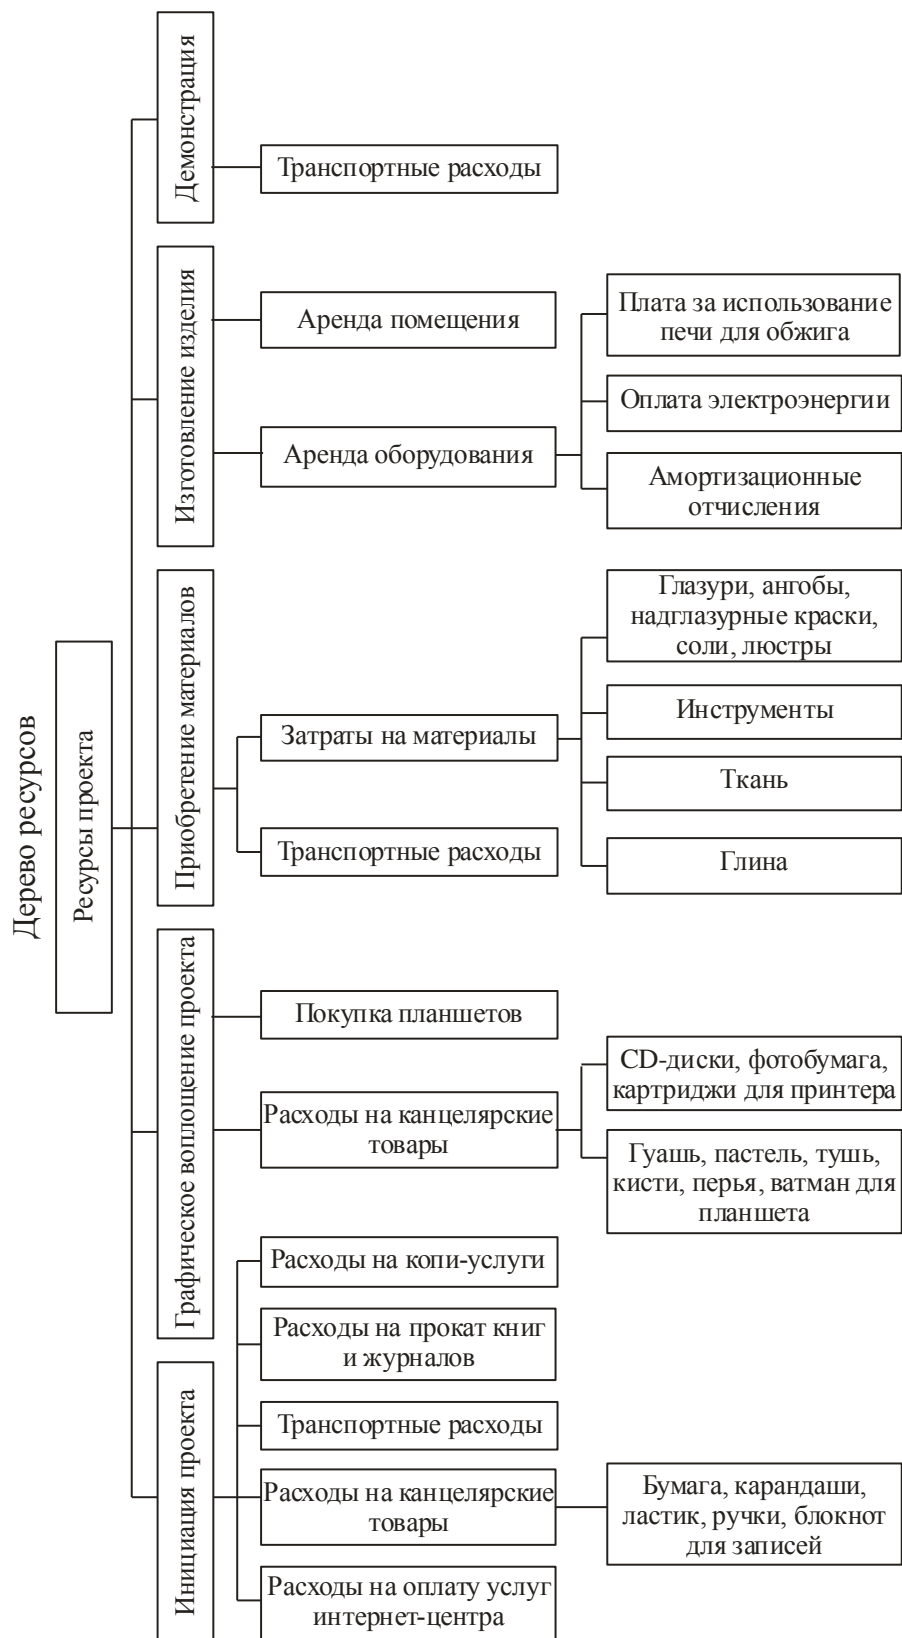 Дерево ресурсов
Ресурсы проекта
Демонстрация
Транспортные расходы
Изготовление изделия
Аренда помещения
Аренда оборудования
Плата за использование
печи для обжига
Оплата электроэнергии
Амортизационные
отчисления
Приобретение материалов
Затраты на материалы
Транспортные расходы
Глазури, ангобы,
надглазурные краски,
соли, люстры
Инструменты
Ткань
Глина
Графическое воплощение проекта
Покупка планшетов
Расходы на канцелярские
товары
CD-диски, фотобумага,
картриджи для принтера
Гуашь, пастель, тушь,
кисти, перья, ватман для
планшета
Инициация проекта
Расходы на копи-услуги
Расходы на прокат книг
и журналов
Транспортные расходы
Расходы на канцелярские
товары
Бумага, карандаши,
ластик, ручки, блокнот
для записей
Расходы на оплату услуг
интернет-центра